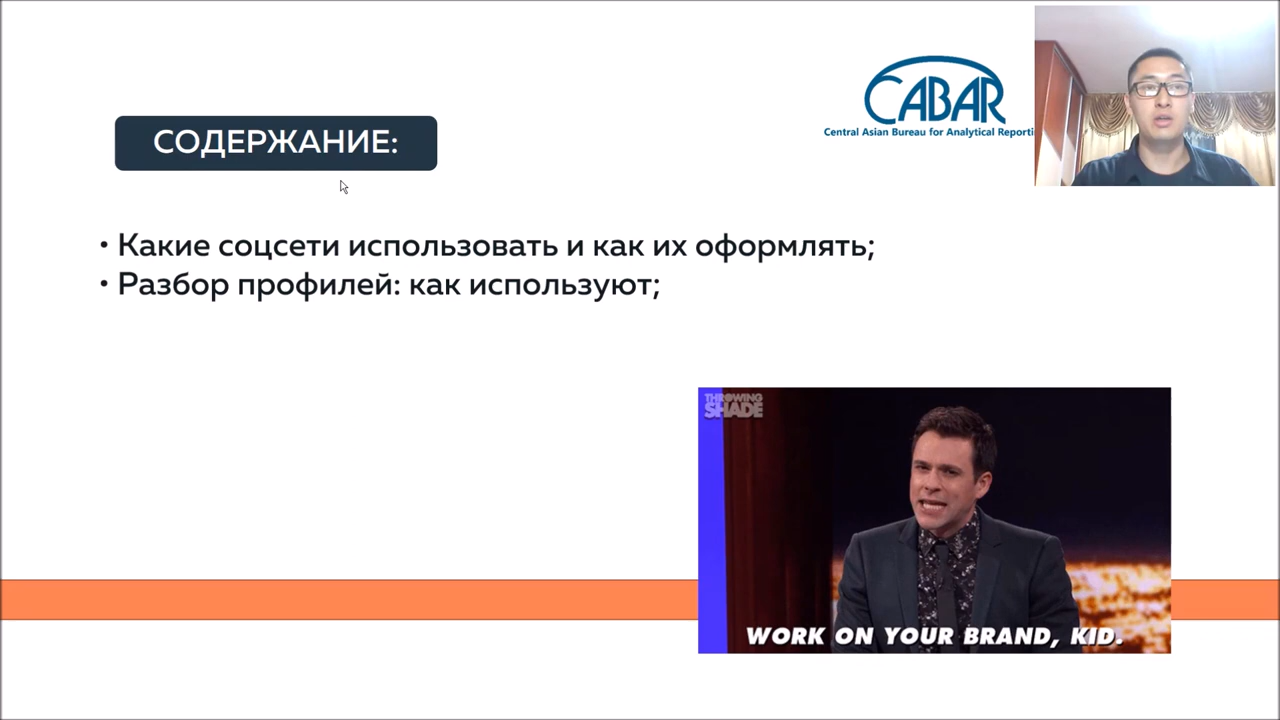 CABAR
Central Asian Bureau for Analytical Reporti
СОДЕРЖАНИЕ:
• Какие соцсети использовать и как их оформлять;
• Разбор профилей: как используют;
THROWING
SHADE
WORK ON YOUR BRAND, KID.